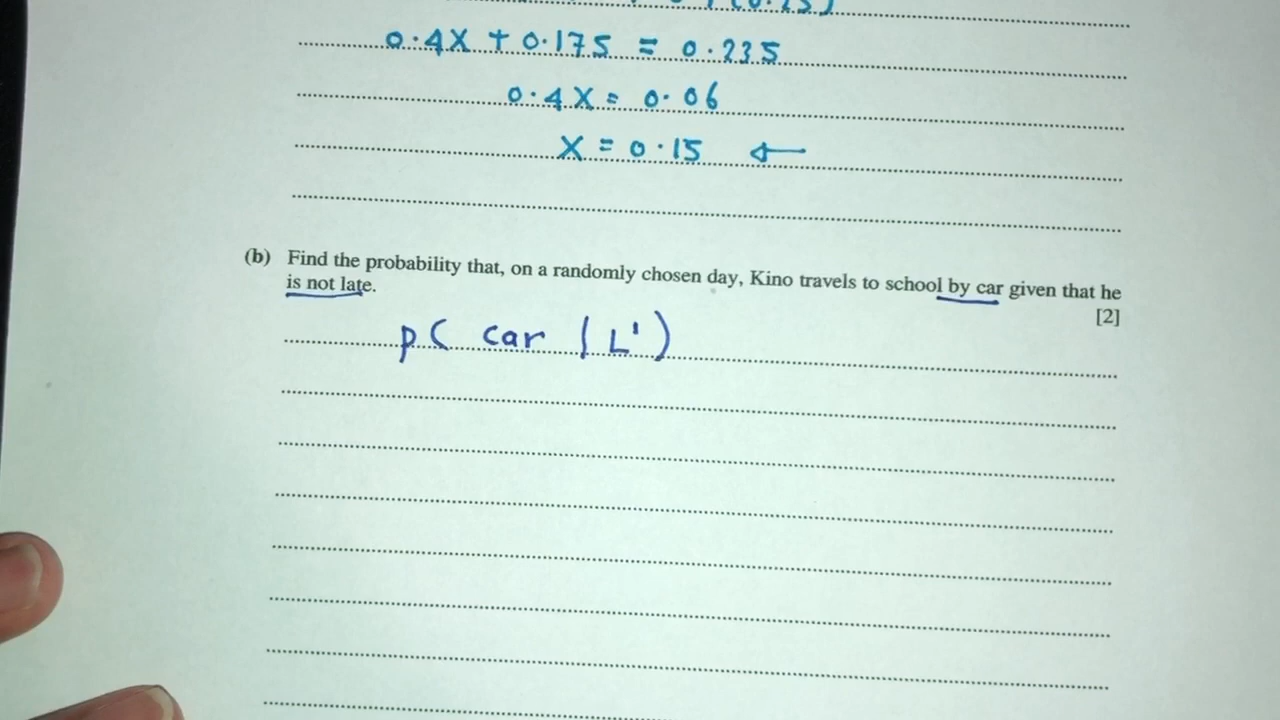 0.4X + 0.175 = 0.235
0.4X = 0.06
X = 0.15
(b) Find the probability that, on a randomly chosen day, Kino travels to school by car given that he
is not late.
[2]
P( car | L')